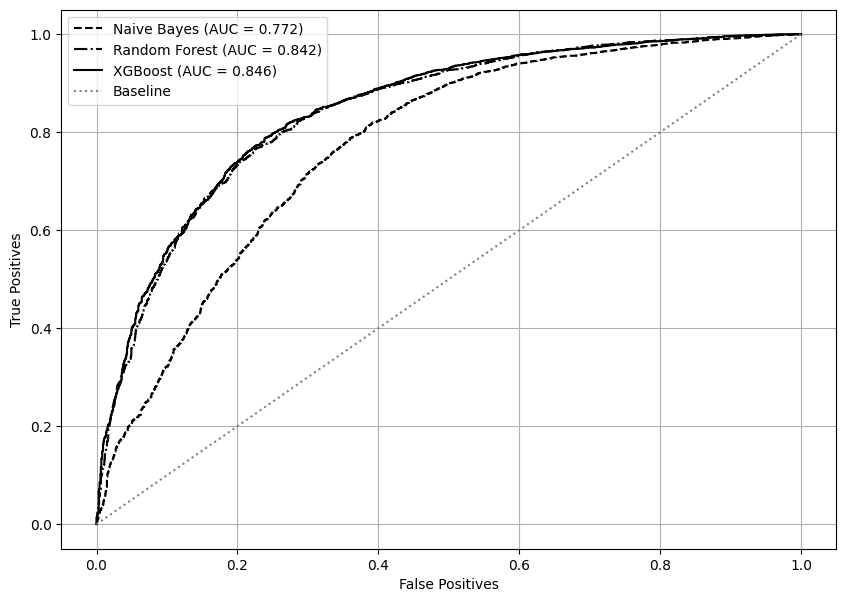 Naive Bayes (AUC = 0.772)
Random Forest (AUC = 0.842)
XGBoost (AUC = 0.846)
Baseline
1.0
0.8
0.6
0.4
0.2
0.0
True Positives
0.0 0.2 0.4 0.6 0.8 1.0
False Positives